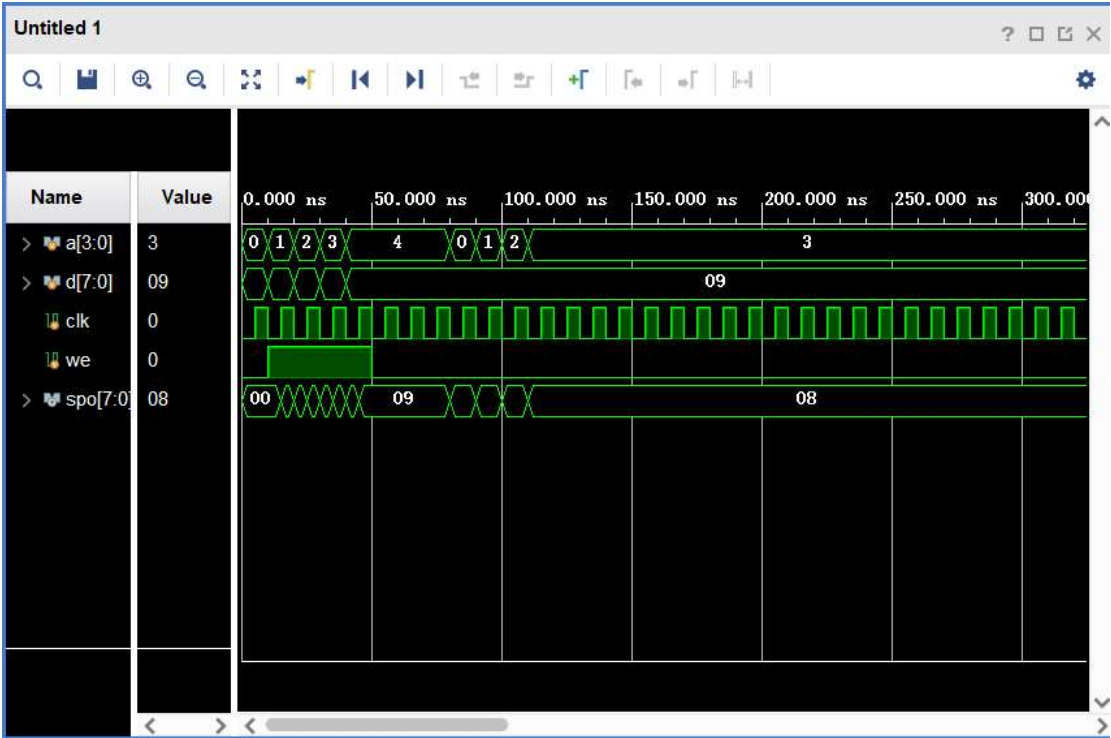 Untitled 1
?
Name Value 0.000 ns 50.000 ns 100.000 ns 150.000 ns 200.000 ns 250.000 ns 300.00
a[3:0] 3 0 1 2 3 4 0 1 2 3
d[7:0] 09 09
clk 0
we 0
spo[7:0] 08 00 09 08